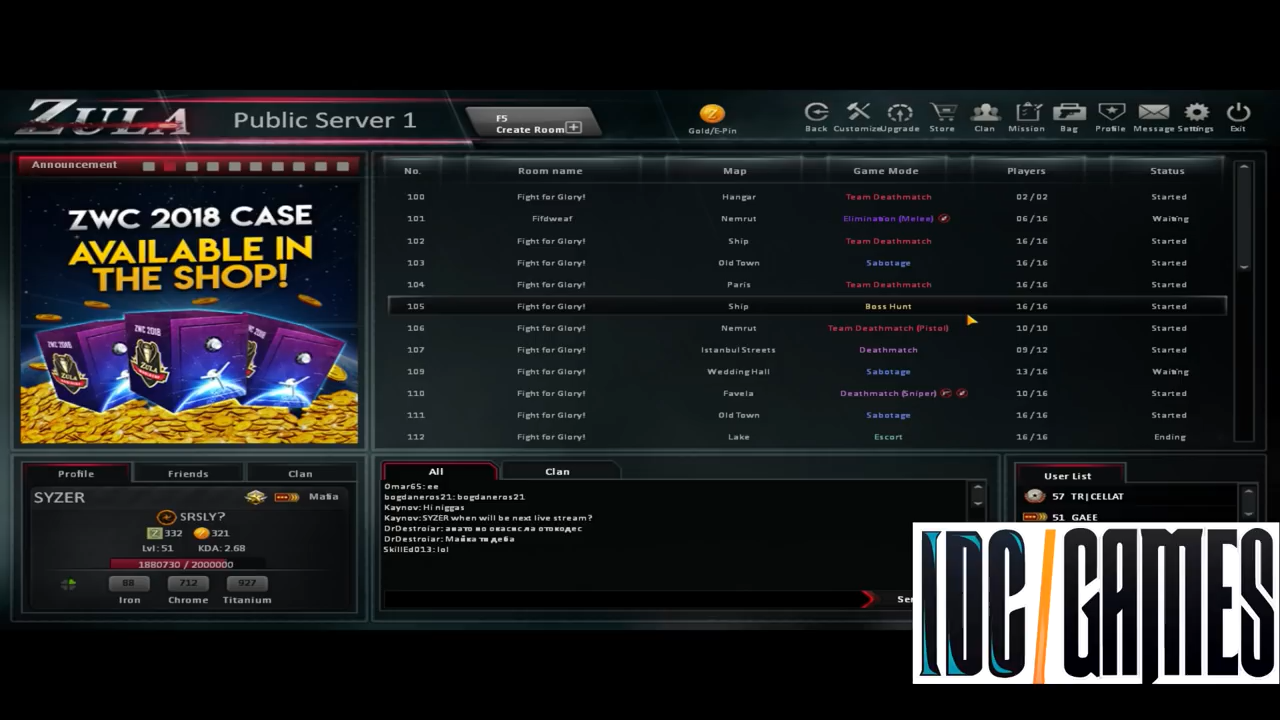 ZULA
Public Server 1
F5
Create Room
Gold/E-Pin
Back Customize Upgrade Store Clan Mission Bag Profile Message Settings Exit
Announcement
ZWC 2018 CASE
AVAILABLE IN
THE SHOP!
ZWC 2018
ZWC 2018
ZULA
No. Room name Map Game Mode Players Status
100 Fight for Glory! Hangar Team Deathmatch 02/02 Started
101 Fifdweaf Nemrut Elimination (Melee) 06/16 Waiting
102 Fight for Glory! Ship Team Deathmatch 16/16 Started
103 Fight for Glory! Old Town Sabotage 16/16 Started
104 Fight for Glory! Paris Team Deathmatch 16/16 Started
105 Fight for Glory! Ship Boss Hunt 16/16 Started
106 Fight for Glory! Nemrut Team Deathmatch (Pistol) 10/10 Started
107 Fight for Glory! Istanbul Streets Deathmatch 09/12 Started
109 Fight for Glory! Wedding Hall Sabotage 13/16 Waiting
110 Fight for Glory! Favela Deathmatch (Sniper) 10/16 Started
111 Fight for Glory! Old Town Sabotage 16/16 Started
112 Fight for Glory! Lake Escort 16/16 Ending
Profile Friends Clan
SYZER Mafia
SRSLY?
332 321
Lvl: 51 KDA: 2.68
1880730 / 2000000
88 712 927
Iron Chrome Titanium
All Clan
Omar65: ee
bogdaneros21: bogdaneros21
Kaynov: Hi niggas
Kaynov: SYZER when will be next live stream?
DrDestroiar:
DrDestroiar: Майка ти деба
SkillEd013: lol
User List
57 TR|CELLAT
51 GAEE
IDC/GAMES